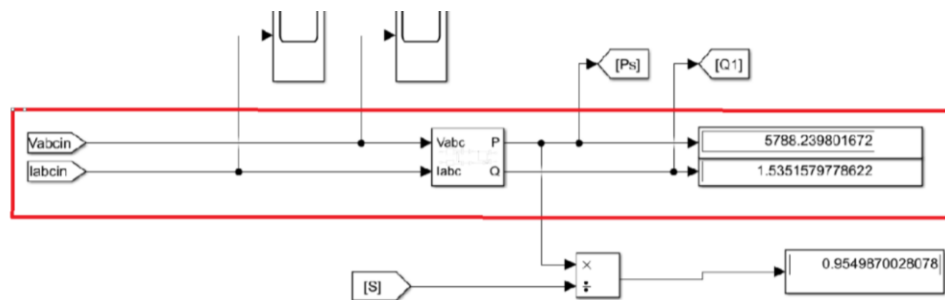 [Ps]
[Q1]
Vabcin
Vabc P
5788.239801672
Iabcin
Iabc Q
1.5351579778622
[S]
×
÷
0.9549870028078